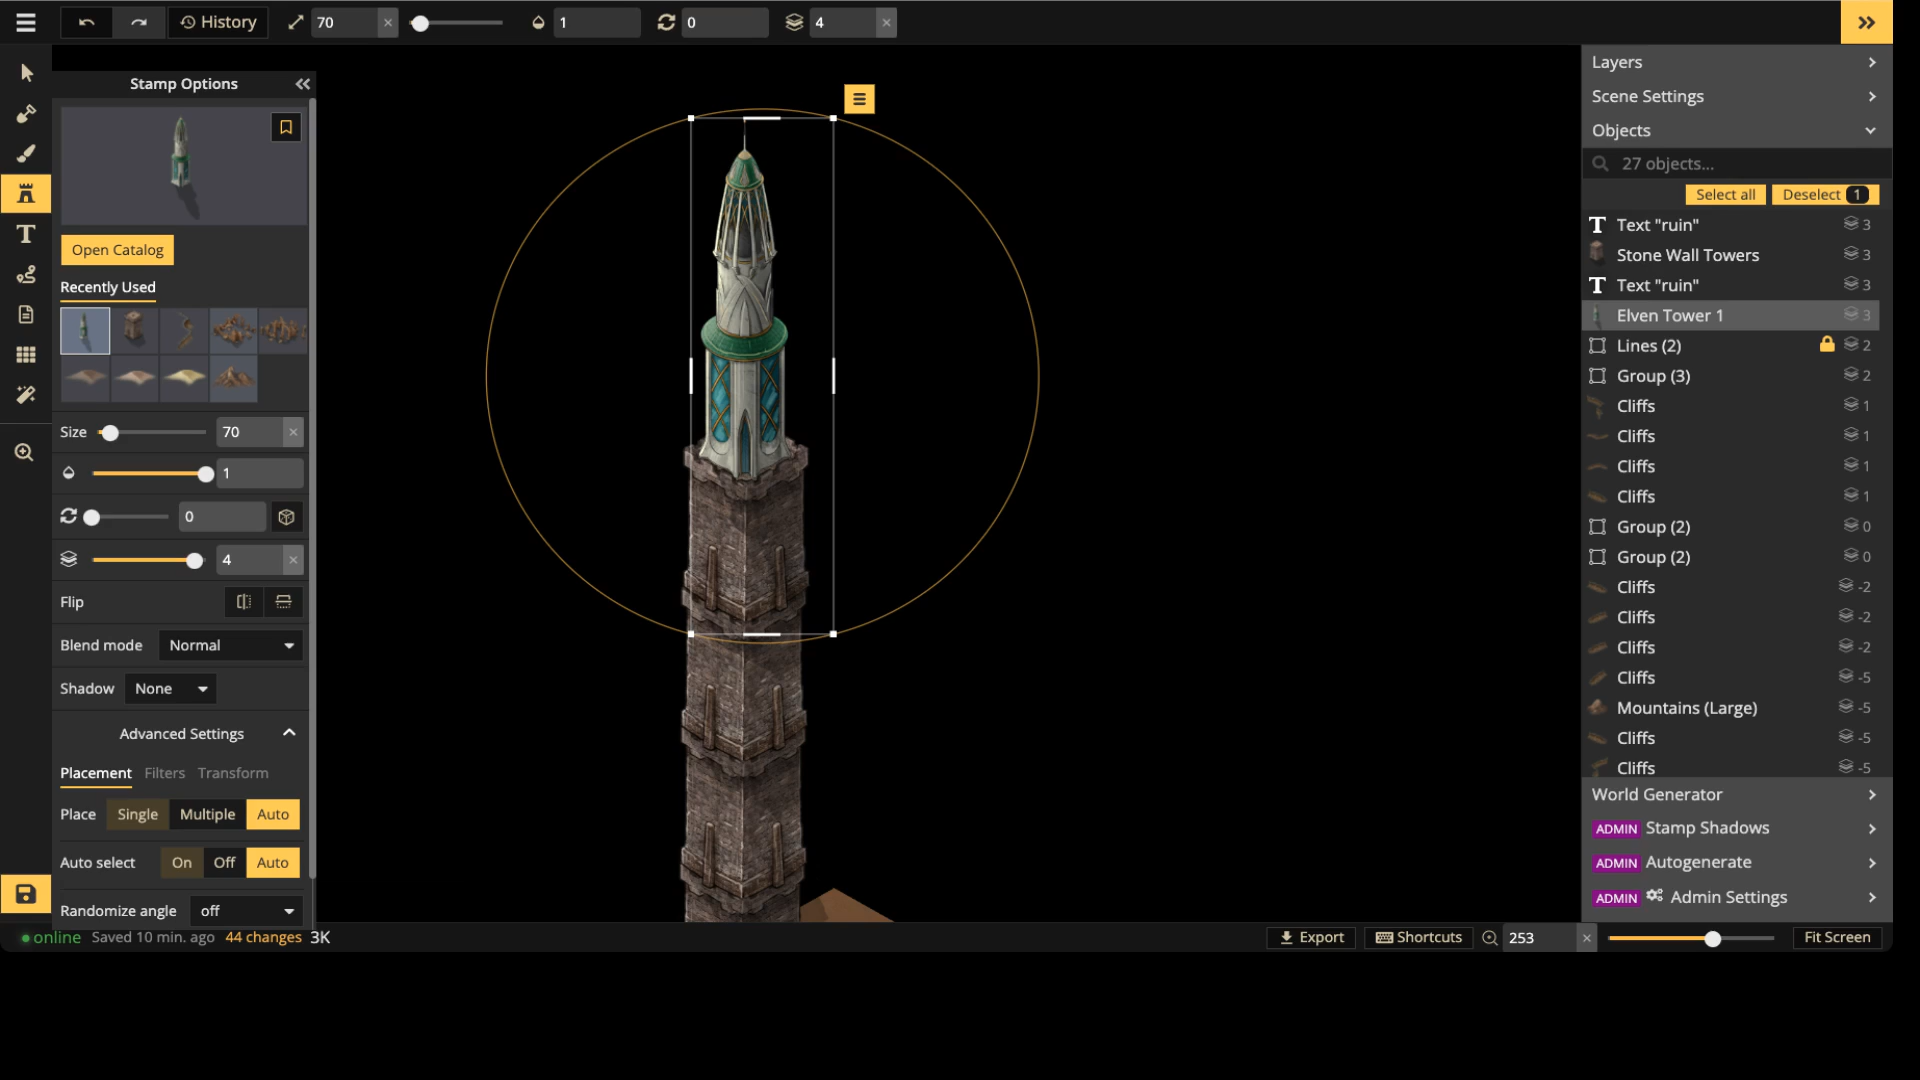 History
70
1
0
4
Stamp Options
Open Catalog
Recently Used
Size
70
1
0
4
Flip
Blend mode
Normal
Shadow
None
Advanced Settings
Placement
Filters
Transform
Place
Single
Multiple
Auto
Auto select
On
Off
Auto
Randomize angle
off
Layers
Scene Settings
Objects
27 objects...
Select all
Deselect 1
Text "ruin" 3
Stone Wall Towers 3
Text "ruin" 3
Elven Tower 1 3
Lines (2) 2
Group (3) 2
Cliffs 1
Cliffs 1
Cliffs 1
Cliffs 1
Group (2) 0
Group (2) 0
Cliffs -2
Cliffs -2
Cliffs -2
Cliffs -5
Mountains (Large) -5
Cliffs -5
Cliffs -5
World Generator
ADMIN Stamp Shadows
ADMIN Autogenerate
ADMIN Admin Settings
online Saved 10 min. ago 44 changes 3K
Export
Shortcuts
253
Fit Screen